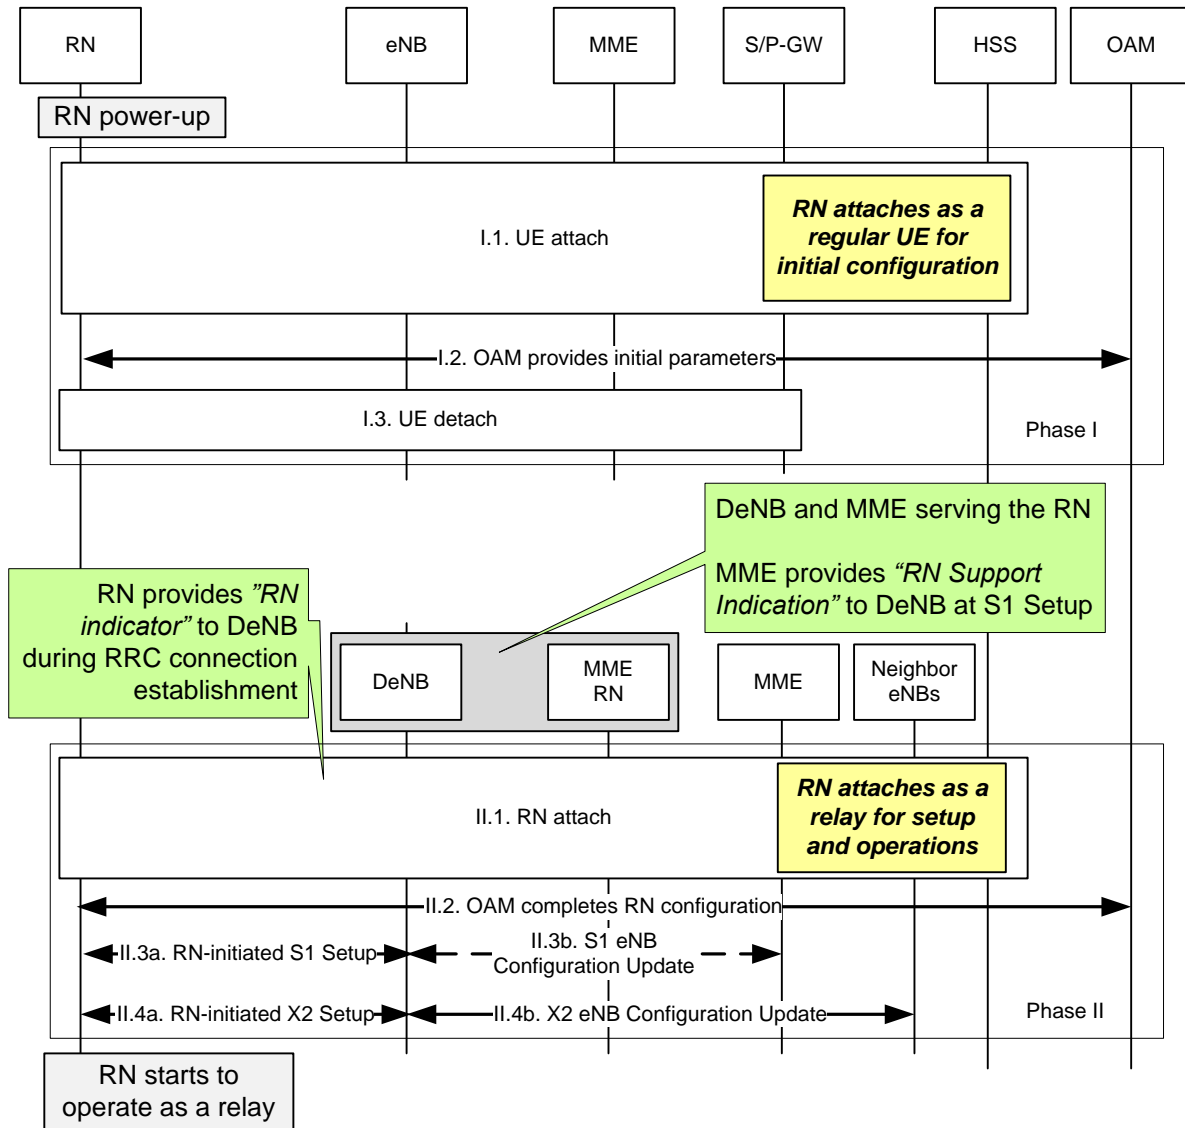 RN
eNB
MME
S/P-GW
HSS
OAM
RN power-up
I.1. UE attach
RN attaches as a
regular UE for
initial configuration
I.2. OAM provides initial parameters
I.3. UE detach
Phase I
DeNB and MME serving the RN
MME provides “RN Support
Indication” to DeNB at S1 Setup
RN provides ”RN
indicator” to DeNB
during RRC connection
establishment
DeNB
MME
RN
MME
Neighbor
eNBs
II.1. RN attach
RN attaches as a
relay for setup
and operations
II.2. OAM completes RN configuration
II.3a. RN-initiated S1 Setup
II.3b. S1 eNB
Configuration Update
II.4a. RN-initiated X2 Setup
II.4b. X2 eNB Configuration Update
Phase II
RN starts to
operate as a relay